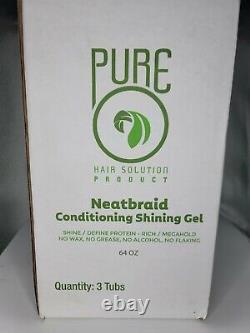 PURE
HAIR SOLUTION
PRODUCT
Neatbraid
Conditioning Shining Gel
SHINE / DEFINE PROTEIN - RICH / MEGAHOLD
NO WAX, NO GREASE, NO ALCOHOL, NO FLAKING
64 OZ
Quantity: 3 Tubs